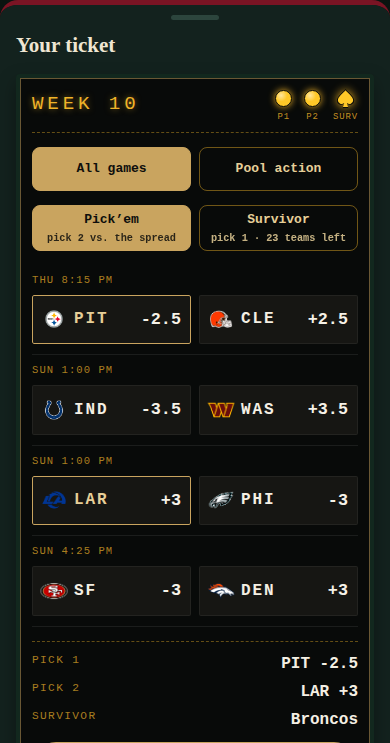 Your ticket
WEEK 10
P1 P2 SURV
All games Pool action
Pick’em Survivor
pick 2 vs. the spread pick 1 · 23 teams left
THU 8:15 PM
PIT -2.5 CLE +2.5
SUN 1:00 PM
IND -3.5 WAS +3.5
SUN 1:00 PM
LAR +3 PHI -3
SUN 4:25 PM
SF -3 DEN +3
PICK 1 PIT -2.5
PICK 2 LAR +3
SURVIVOR Broncos